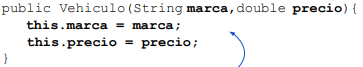 public Vehiculo(String marca,double precio){
this.marca = marca;
this.precio = precio;
}